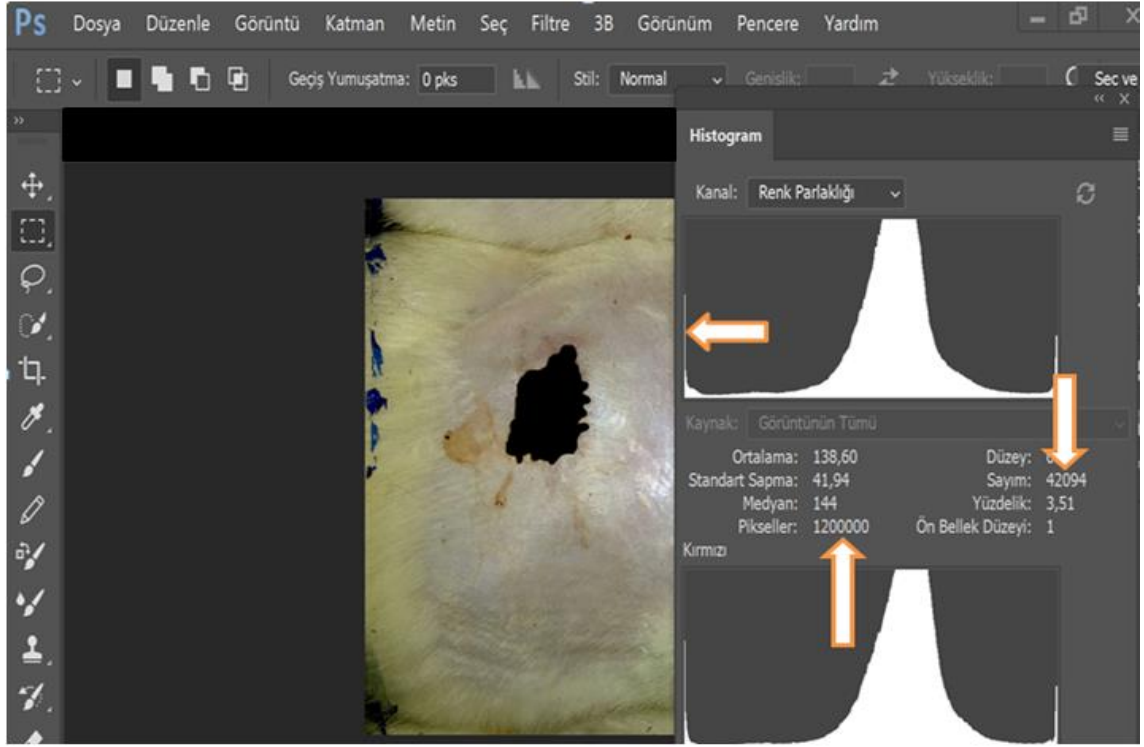 Ps Dosya Düzenle Görüntü Katman Metin Seç Filtre 3B Görünüm Pencere Yardım
Geçiş Yumuşatma: 0 pks Stil: Normal Genişlik: Yükseklik: Sec ve
Histogram
Kanal: Renk Parlaklığı
Kaynak: Görüntünün Tümü
Ortalama: 138,60 Düzey:
Standart Sapma: 41,94 Sayım: 42094
Medyan: 144 Yüzdelik: 3,51
Pikseller: 1200000 Ön Bellek Düzeyi: 1
Kırmızı